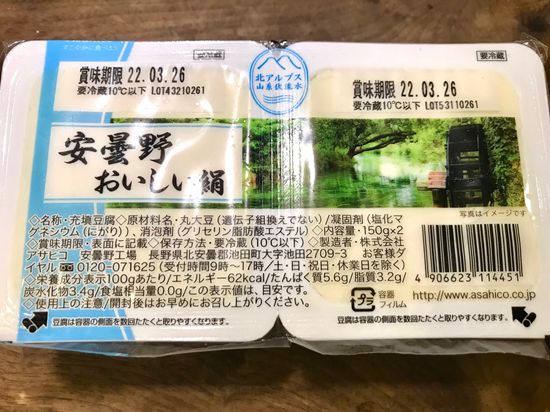 すこやかに食べよう
要冷蔵
要冷蔵
賞味期限 22.03.26
要冷蔵10℃以下 LOT43210261
北アルプス
山系伏流水
賞味期限 22.03.26
要冷蔵10℃以下 LOT53110261
安曇野
おいしい絹
写真はイメージです
◇名称・充填豆腐◇原材料名・丸大豆(遺伝子組換えでない)/凝固剤(塩化マ
グネシウム(にがり))、消泡剤(グリセリン脂肪酸エステル)◇内容量・150g×2
◇賞味期限・表面に記載◇保存方法・要冷蔵(10℃以下)◇製造者・株式会社
アサヒコ 安曇野工場 長野県北安曇郡池田町大字池田2709-3 お客様ダ
イヤル 0120-071625(受付時間9時〜17時/土・日・祝日・休業日を除く)
◇栄養成分表示100gあたり/エネルギー62kcal/たんぱく質5.6g/脂質3.2g/
炭水化物3.4g/食塩相当量0.0g/この表示値は、目安です。
◇使用上の注意/開封後はお早めにお召し上がりください。
4 906623 114451
プラ
容器
フィルム
http://www.asahico.co.jp
豆腐は容器の側面を数回たたくと取りやすくなります。
豆腐は容器の側面を数回たたくと取りやすくなります。